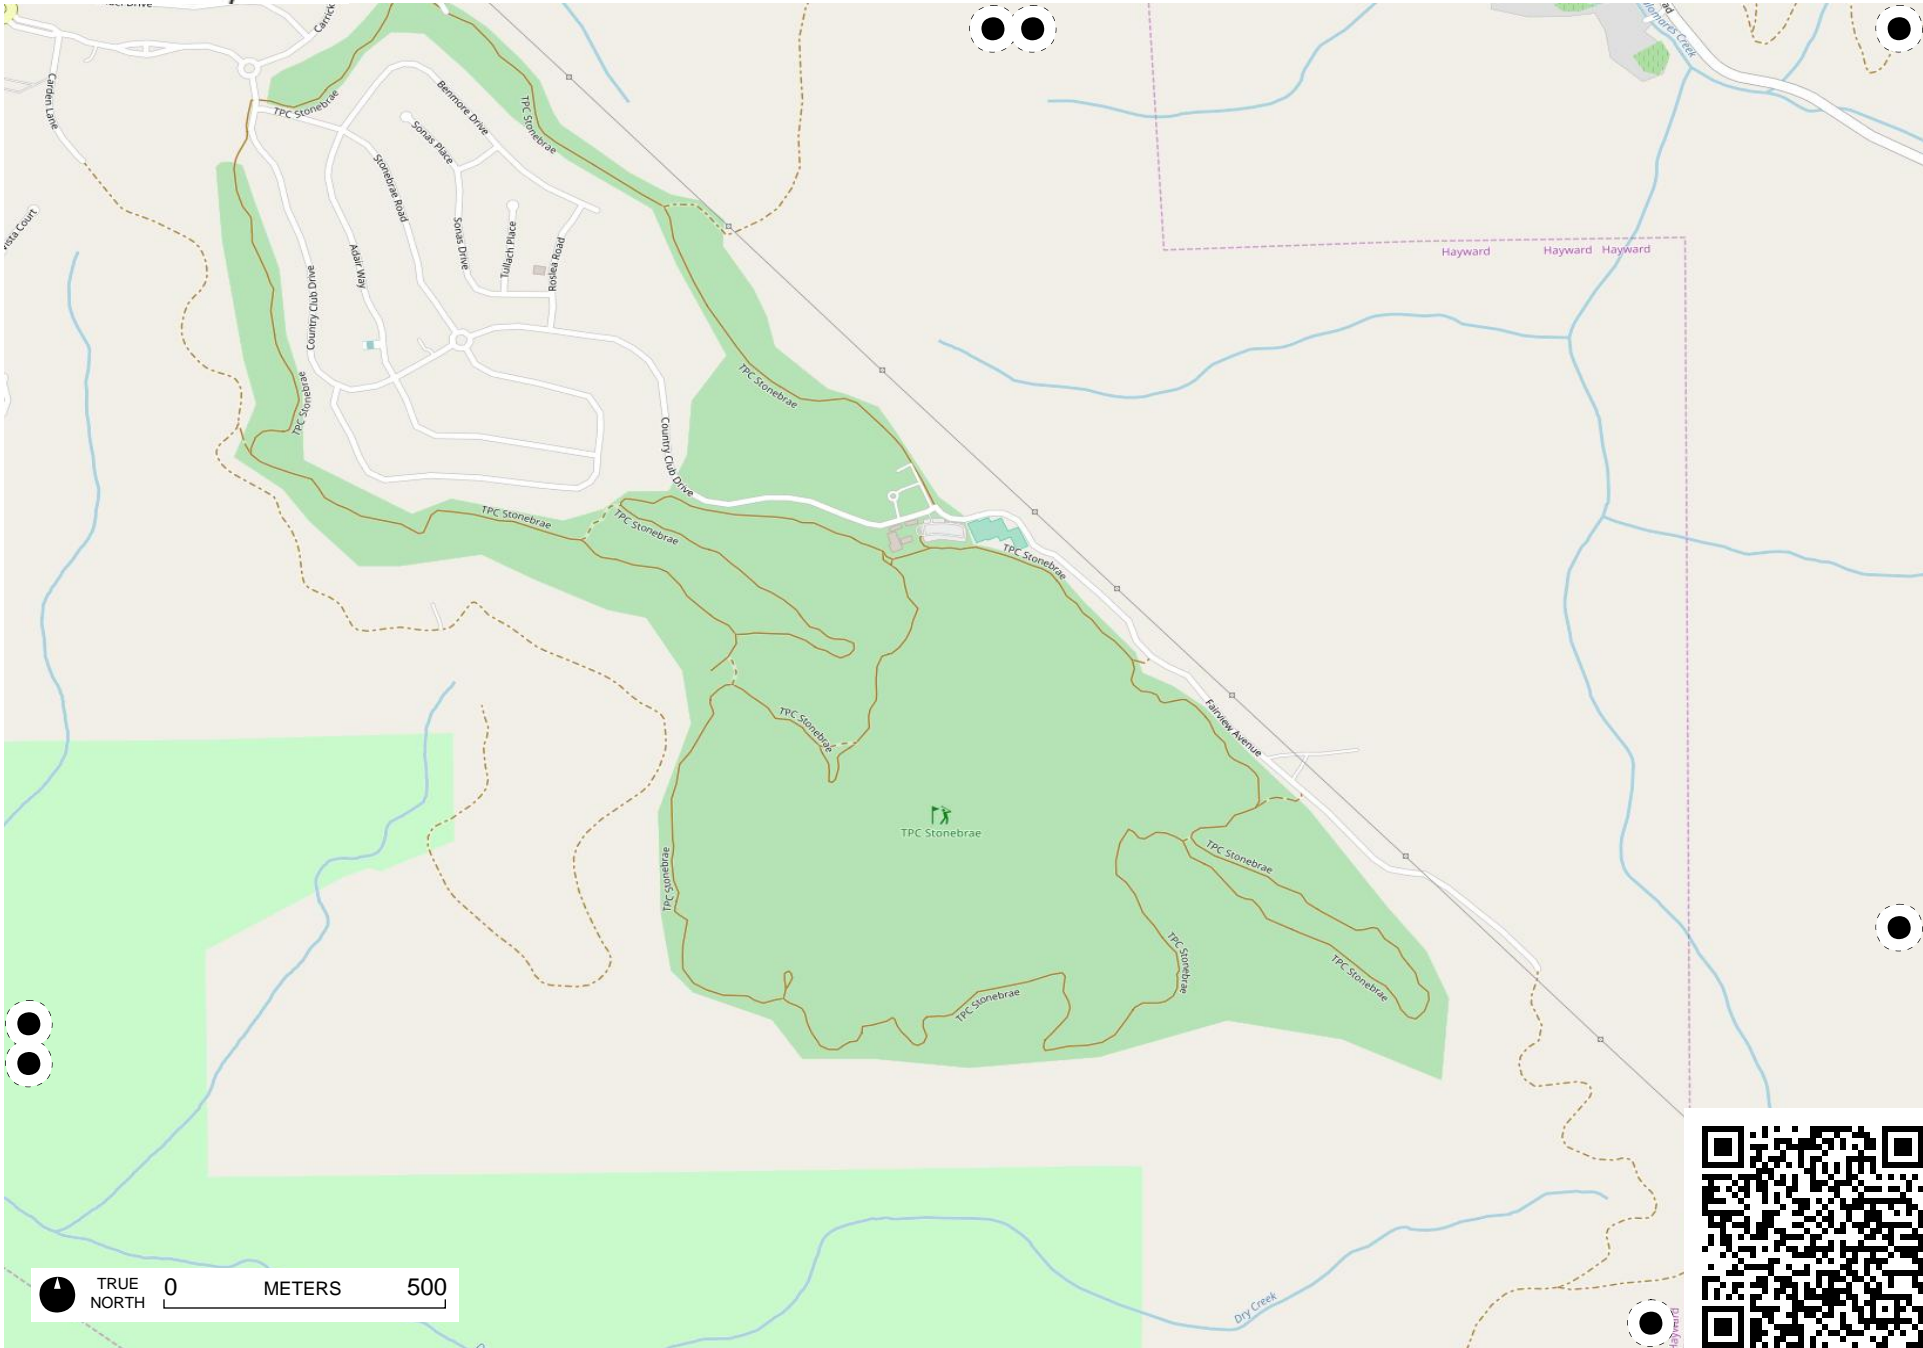 Carrick
Carden Lane
TPC Stonebrae
Benmore Drive
TPC Stonebrae
Sonas Place
Stonebrae Road
Vista Court
Sonas Drive
Tullach Place
Roslea Road
Adair Way
Country Club Drive
TPC Stonebrae
TPC Stonebrae
Country Club Drive
TPC Stonebrae
TPC Stonebrae
TPC Stonebrae
TPC Stonebrae
Fairview Avenue
TPC Stonebrae
TPC Stonebrae
TPC Stonebrae
TPC Stonebrae
TPC Stonebrae
TPC Stonebrae
TPC Stonebrae
Hayward
Hayward
Hayward
Dry Creek
Hayward
TRUE
NORTH
0 METERS 500